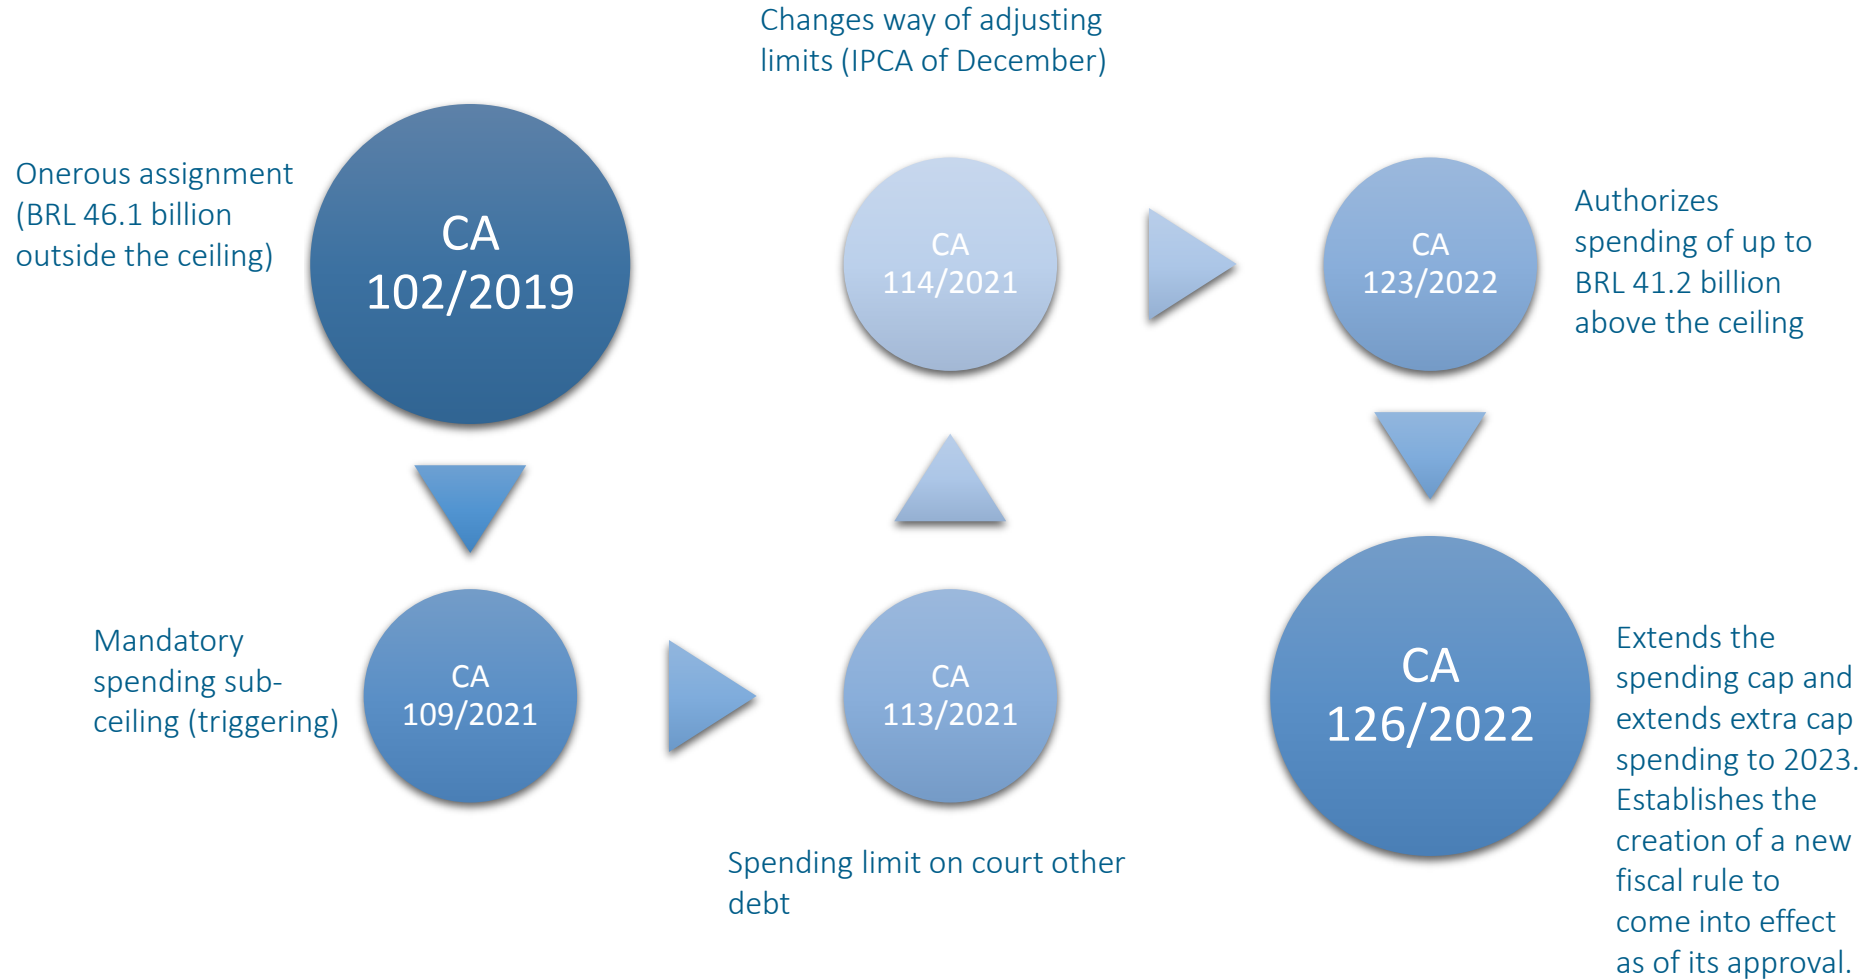 Changes way of adjusting
limits (IPCA of December)
Onerous assignment
(BRL 46.1 billion
outside the ceiling)
CA
102/2019
CA
114/2021
CA
123/2022
Authorizes
spending of up to
BRL 41.2 billion
above the ceiling
Mandatory
spending sub-
ceiling (triggering)
CA
109/2021
CA
113/2021
CA
126/2022
Extends the
spending cap and
extends extra cap
spending to 2023.
Establishes the
creation of a new
fiscal rule to
come into effect
as of its approval.
Spending limit on court other
debt